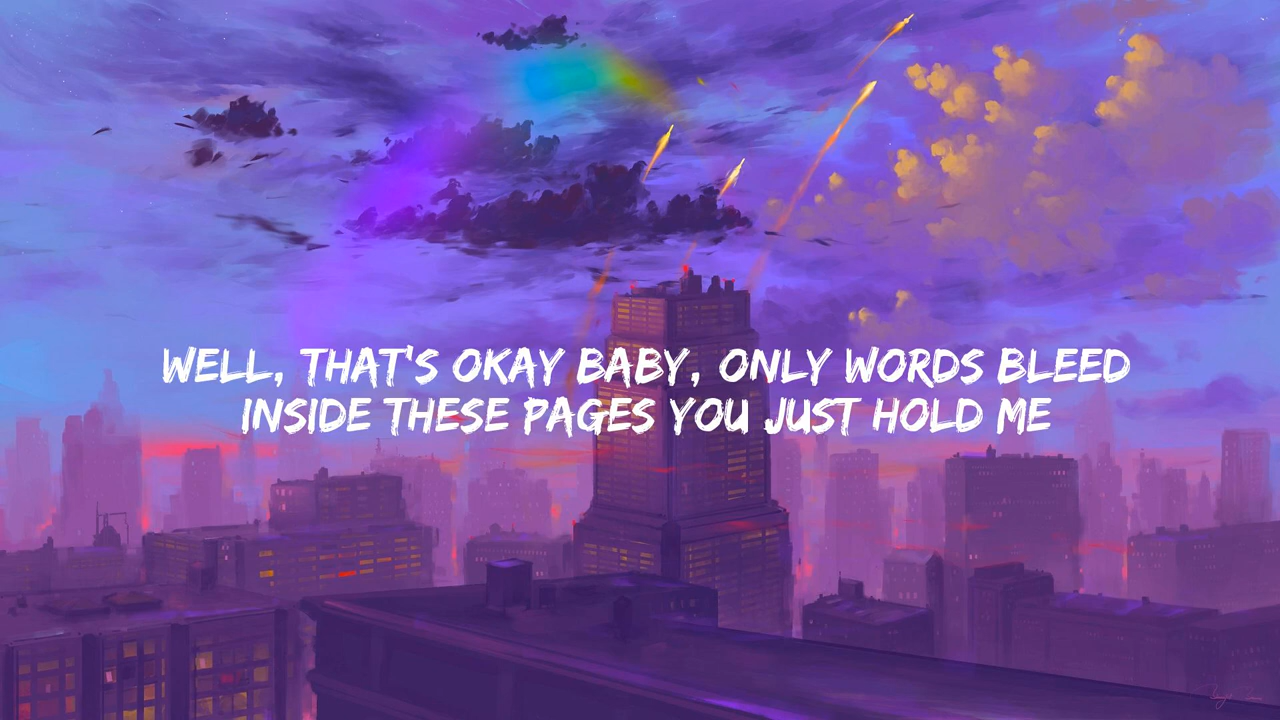 WELL, THAT'S OKAY BABY, ONLY WORDS BLEED
INSIDE THESE PAGES YOU JUST HOLD ME